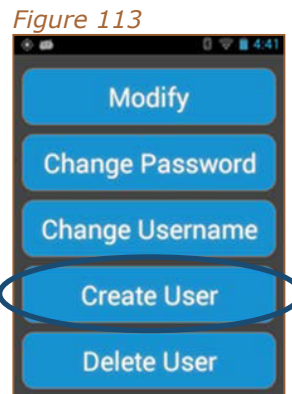 Figure 113
4:41
Modify
Change Password
Change Username
Create User
Delete User